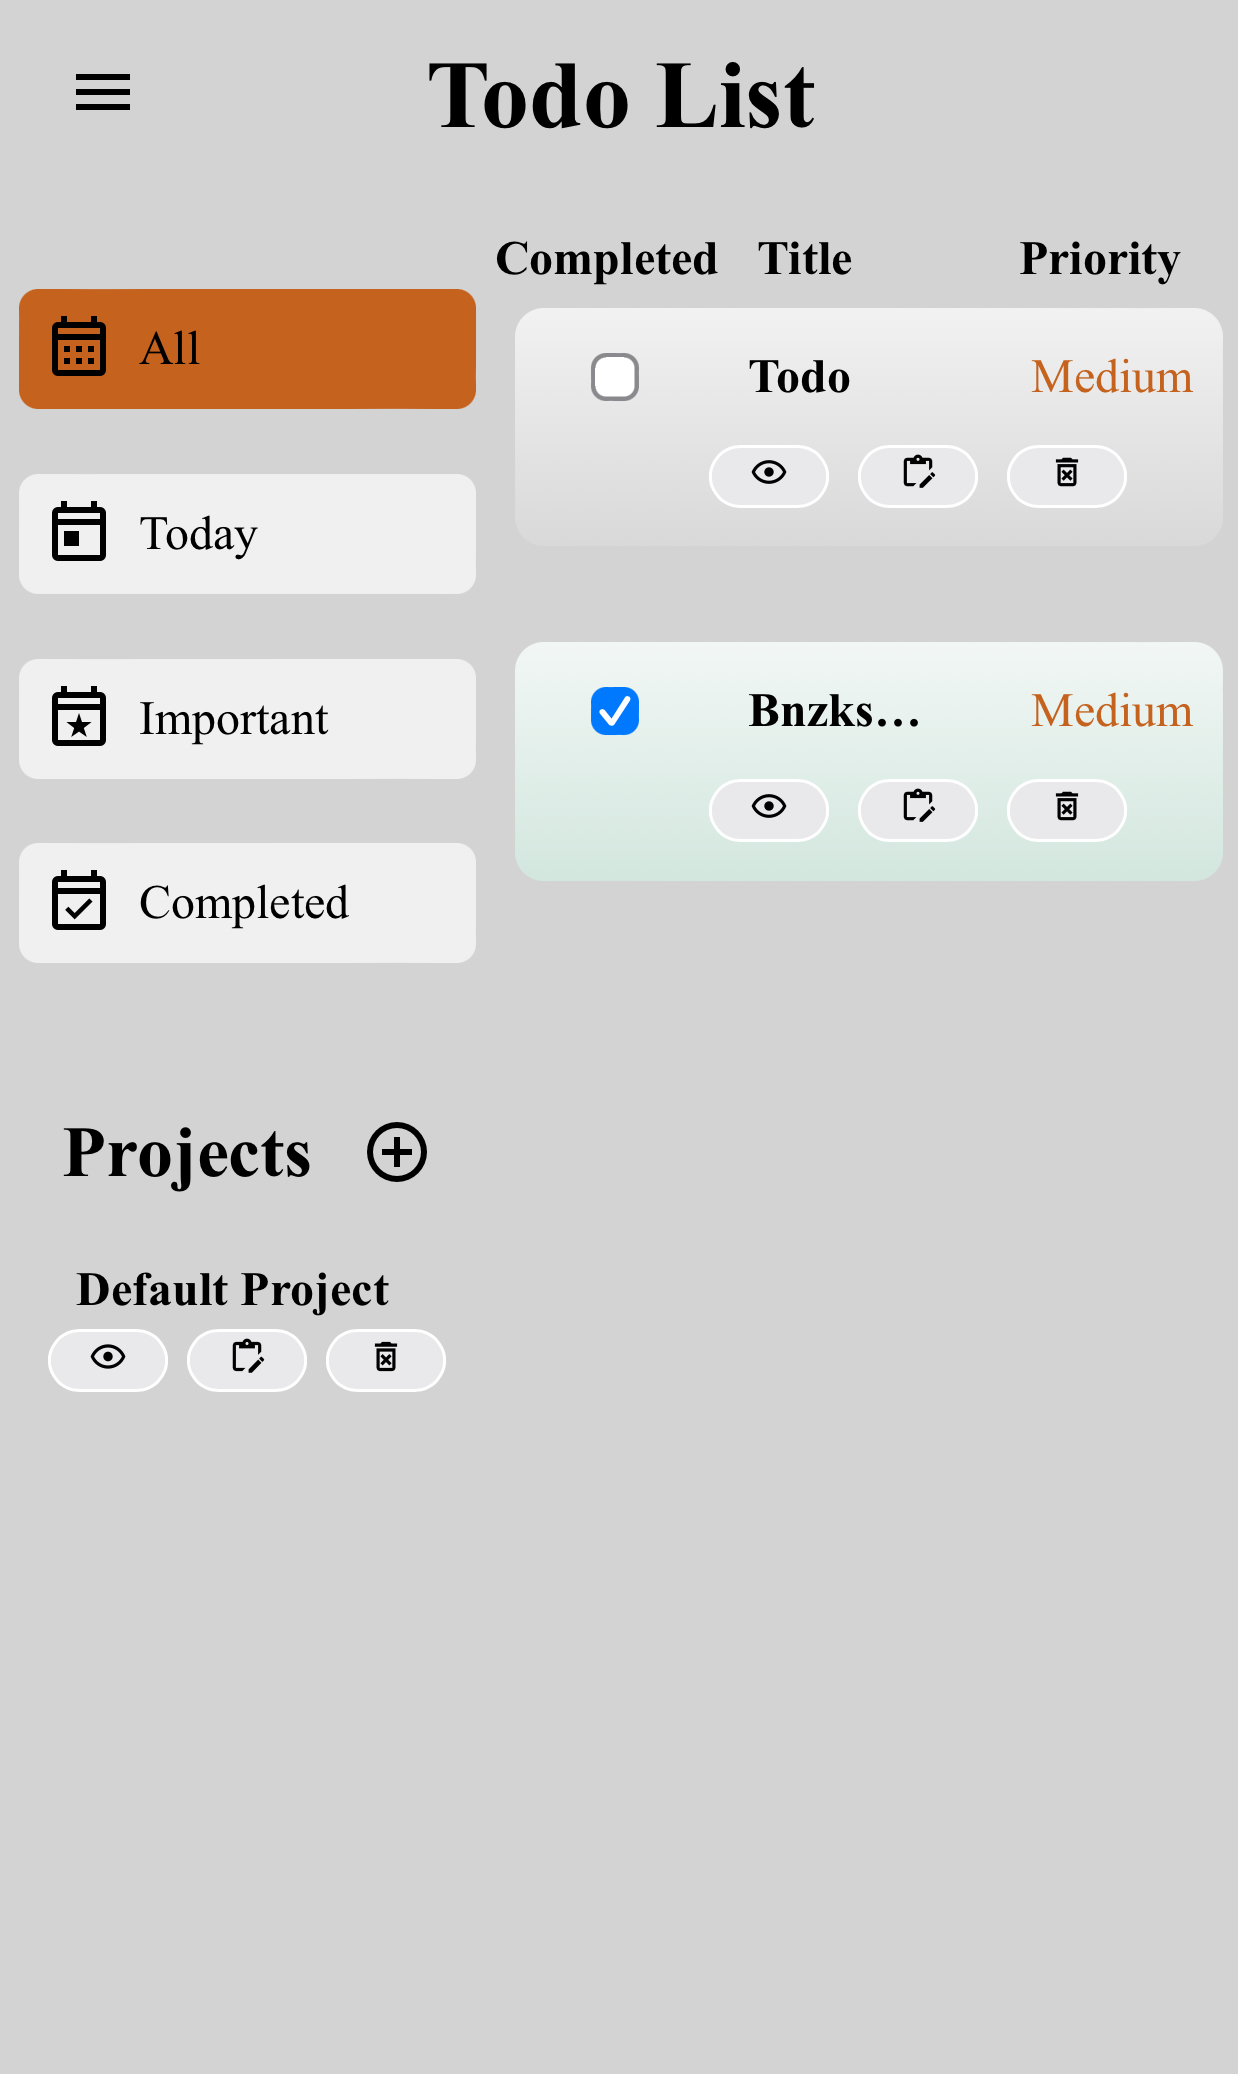 Todo List
All
Today
Important
Completed
Projects
Default Project
Completed Title Priority
Todo Medium
Bnzks... Medium